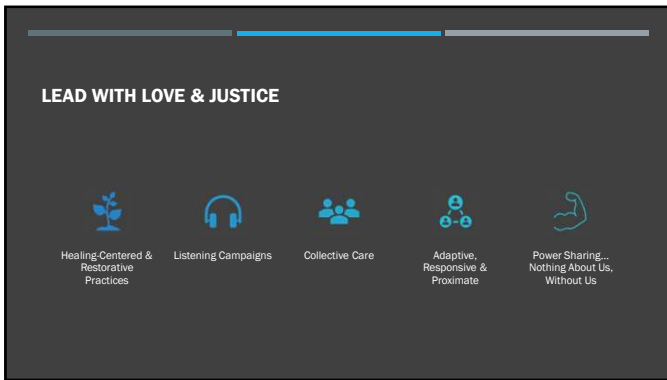 LEAD WITH LOVE & JUSTICE
Healing-Centered &
Restorative
Practices
Listening Campaigns
Collective Care
Adaptive,
Responsive &
Proximate
Power Sharing...
Nothing About Us,
Without Us